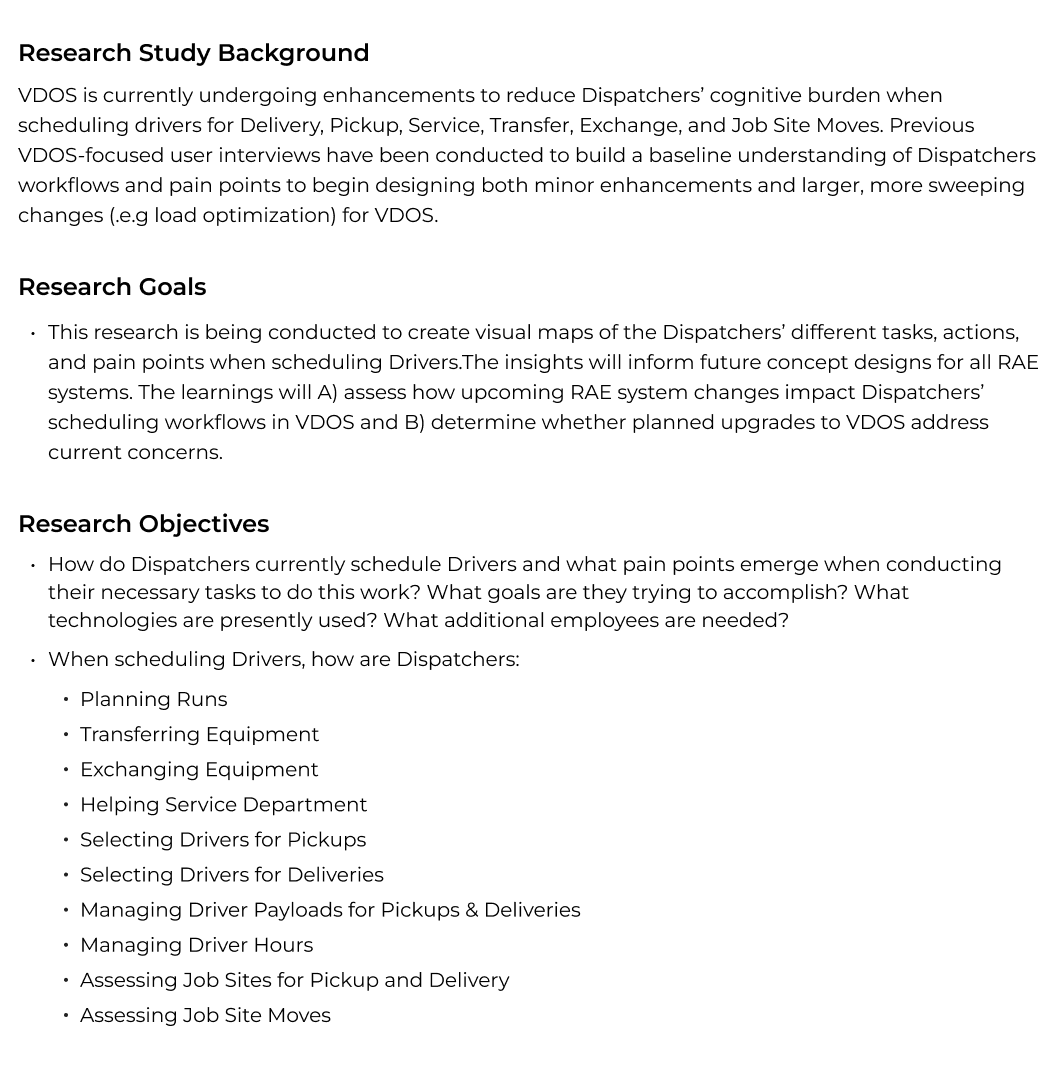 Research Study Background
VDOS is currently undergoing enhancements to reduce Dispatchers’ cognitive burden when
scheduling drivers for Delivery, Pickup, Service, Transfer, Exchange, and Job Site Moves. Previous
VDOS-focused user interviews have been conducted to build a baseline understanding of Dispatchers
workflows and pain points to begin designing both minor enhancements and larger, more sweeping
changes (.e.g load optimization) for VDOS.
Research Goals
• This research is being conducted to create visual maps of the Dispatchers’ different tasks, actions,
and pain points when scheduling Drivers.The insights will inform future concept designs for all RAE
systems. The learnings will A) assess how upcoming RAE system changes impact Dispatchers’
scheduling workflows in VDOS and B) determine whether planned upgrades to VDOS address
current concerns.
Research Objectives
• How do Dispatchers currently schedule Drivers and what pain points emerge when conducting
their necessary tasks to do this work? What goals are they trying to accomplish? What
technologies are presently used? What additional employees are needed?
• When scheduling Drivers, how are Dispatchers:
• Planning Runs
• Transferring Equipment
• Exchanging Equipment
• Helping Service Department
• Selecting Drivers for Pickups
• Selecting Drivers for Deliveries
• Managing Driver Payloads for Pickups & Deliveries
• Managing Driver Hours
• Assessing Job Sites for Pickup and Delivery
• Assessing Job Site Moves